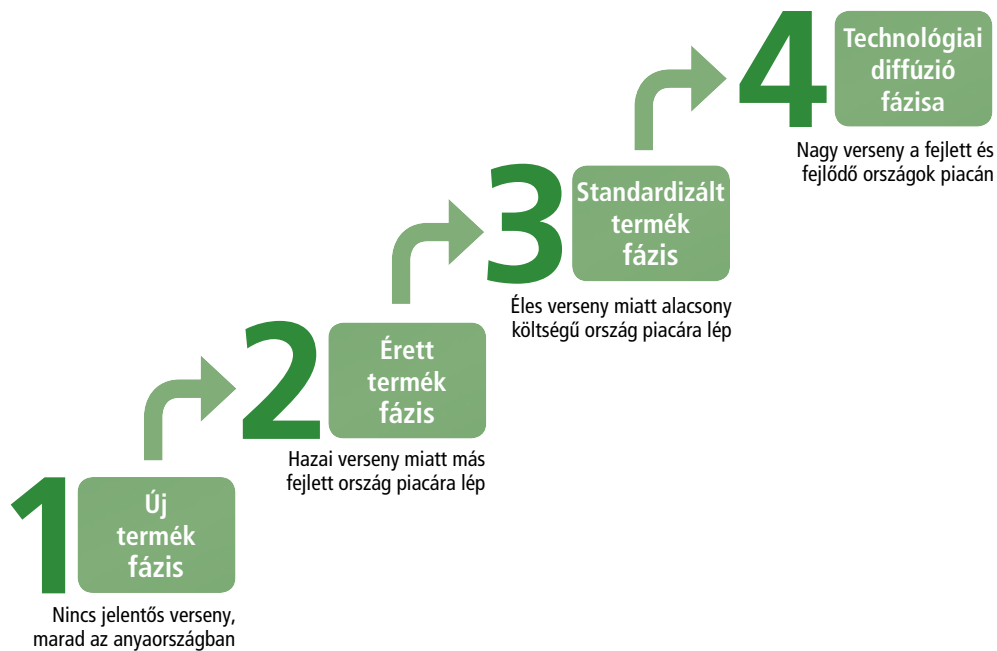 1
Új
termék
fázis
Nincs jelentős verseny,
marad az anyaországban
2
Érett
termék
fázis
Hazai verseny miatt más
fejlett ország piacára lép
3
Standardizált
termék
fázis
Éles verseny miatt alacsony
költségű ország piacára lép
4
Technológiai
diffúzió
fázisa
Nagy verseny a fejlett és
fejlődő országok piacán